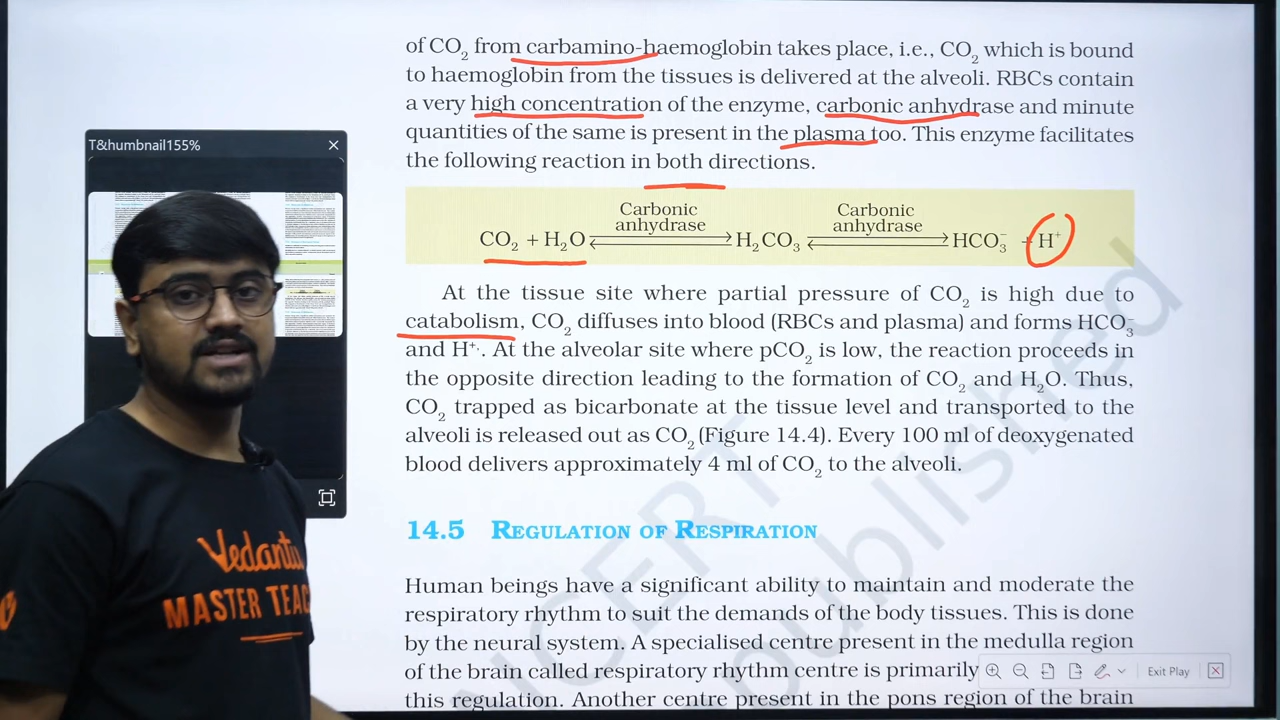 of CO₂ from carbamino-haemoglobin takes place, i.e., CO₂ which is bound
to haemoglobin from the tissues is delivered at the alveoli. RBCs contain
a very high concentration of the enzyme, carbonic anhydrase and minute
quantities of the same is present in the plasma too. This enzyme facilitates
the following reaction in both directions.
T&humbnail155%
Carbonic anhydrase Carbonic anhydrase
CO₂ + H₂O ⟷ ₂CO₃ ⟷ HCO₃ H⁺
At the tissue site where pressure of CO₂ due to
catabolism, CO₂ diffuses into (RBCs and plasma) and forms HCO₃⁻
and H⁺. At the alveolar site where pCO₂ is low, the reaction proceeds in
the opposite direction leading to the formation of CO₂ and H₂O. Thus,
CO₂ trapped as bicarbonate at the tissue level and transported to the
alveoli is released out as CO₂ (Figure 14.4). Every 100 ml of deoxygenated
blood delivers approximately 4 ml of CO₂ to the alveoli.
14.5 REGULATION OF RESPIRATION
Human beings have a significant ability to maintain and moderate the
respiratory rhythm to suit the demands of the body tissues. This is done
by the neural system. A specialised centre present in the medulla region
of the brain called respiratory rhythm centre is primarily
this regulation. Another centre present in the pons region of the brain
Exit Play
Vedantu
MASTER TEAC
NCERT
published